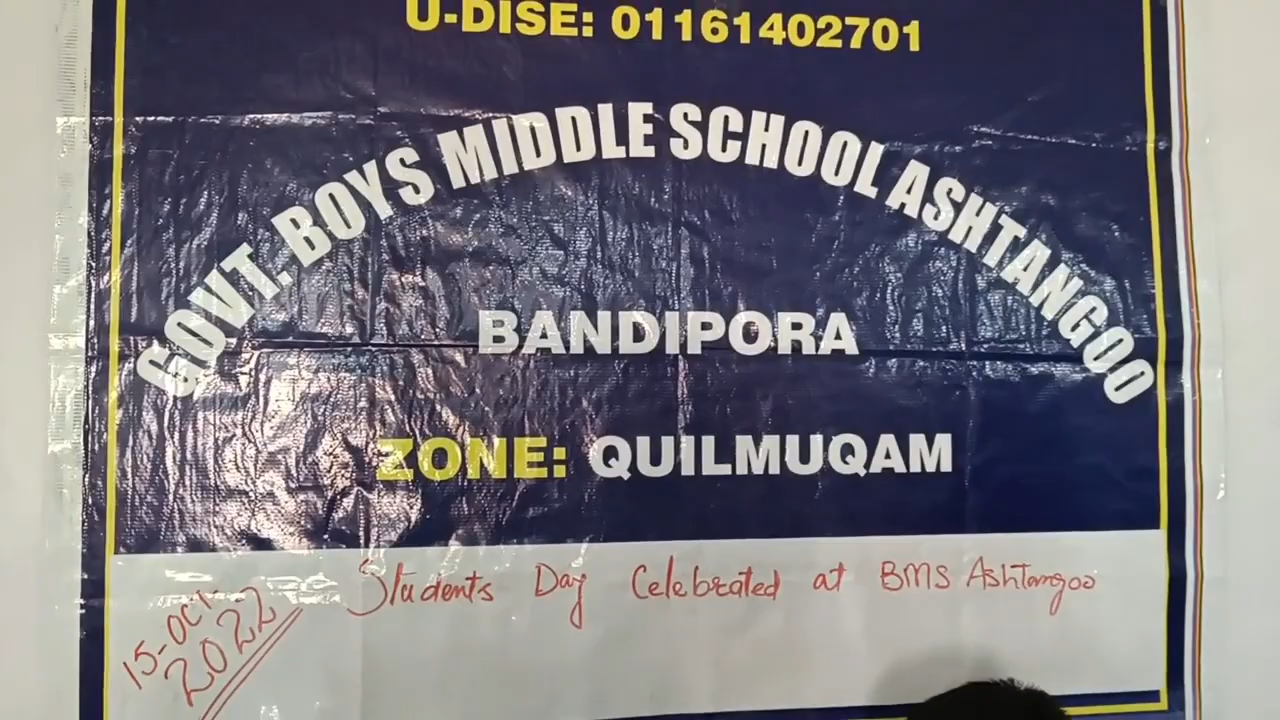 U-DISE: 01161402701
GOVT. BOYS MIDDLE SCHOOL ASHTANGOO
BANDIPORA
ZONE: QUILMUQAM
Students Day Celebrated at BMS Ashtangoo
15-Oct
2022